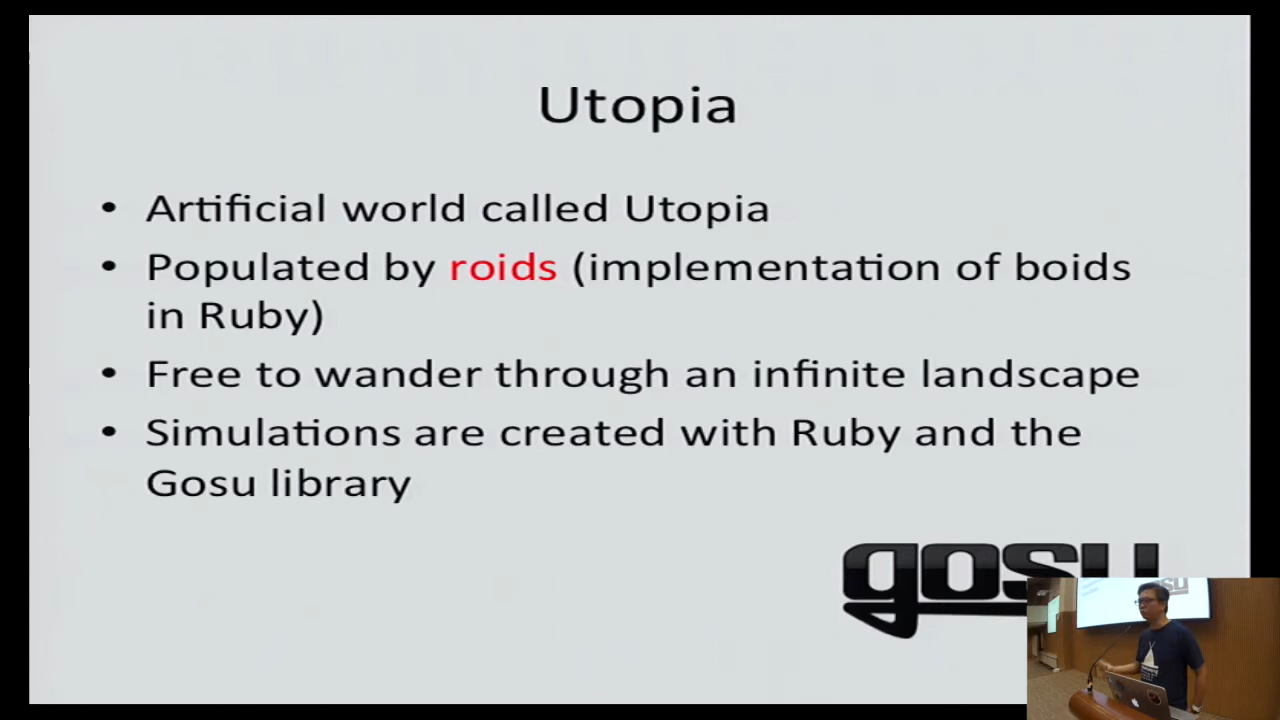 Utopia
• Artificial world called Utopia
• Populated by roids (implementation of boids
in Ruby)
• Free to wander through an infinite landscape
• Simulations are created with Ruby and the
Gosu library
gosu